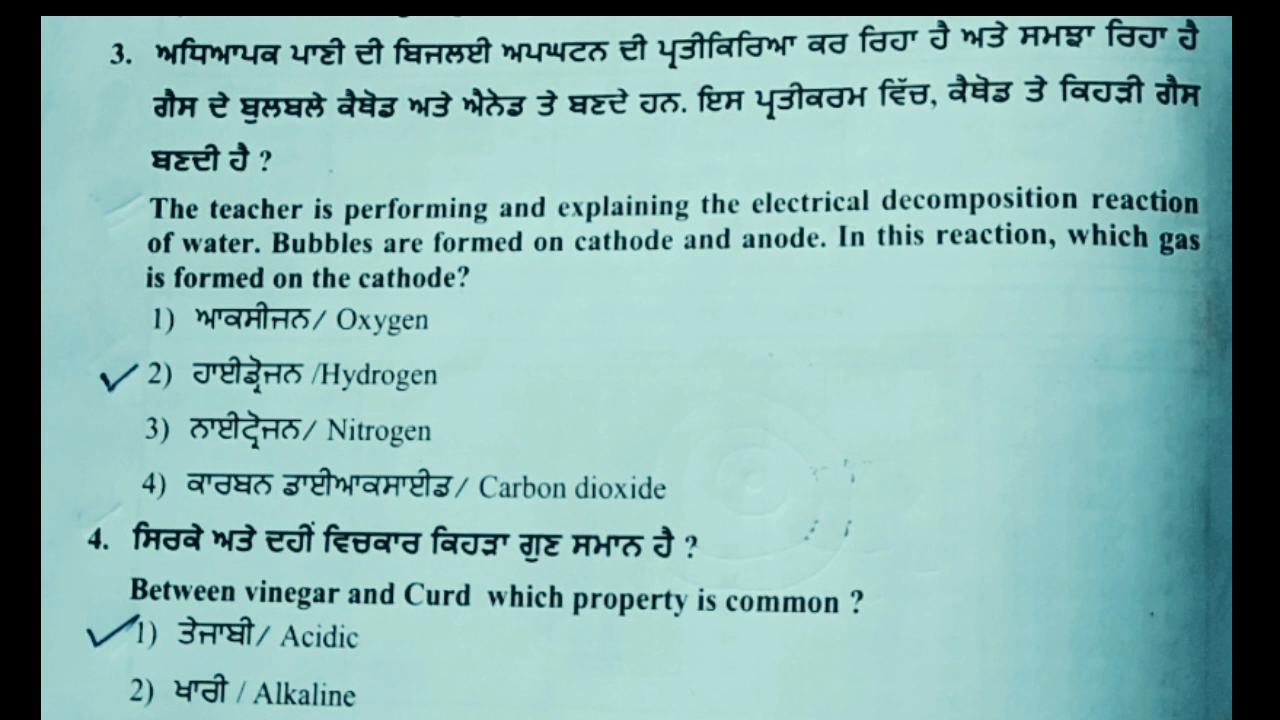 3. ਅਧਿਆਪਕ ਪਾਣੀ ਦੀ ਬਿਜਲਈ ਅਪਘਟਨ ਦੀ ਪ੍ਰਤੀਕਿਰਿਆ ਕਰ ਰਿਹਾ ਹੈ ਅਤੇ ਸਮਝਾ ਰਿਹਾ ਹੈ
ਗੈਸ ਦੇ ਬੁਲਬਲੇ ਕੈਥੋਡ ਅਤੇ ਐਨੋਡ ਤੇ ਬਣਦੇ ਹਨ. ਇਸ ਪ੍ਰਤੀਕਰਮ ਵਿੱਚ, ਕੈਥੋਡ ਤੇ ਕਿਹੜੀ ਗੈਸ
ਬਣਦੀ ਹੈ ?
The teacher is performing and explaining the electrical decomposition reaction
of water. Bubbles are formed on cathode and anode. In this reaction, which gas
is formed on the cathode?
1) ਆਕਸੀਜਨ/ Oxygen
2) ਹਾਈਡ੍ਰੋਜਨ /Hydrogen
3) ਨਾਈਟ੍ਰੋਜਨ/ Nitrogen
4) ਕਾਰਬਨ ਡਾਈਆਕਸਾਈਡ/ Carbon dioxide
4. ਸਿਰਕੇ ਅਤੇ ਦਹੀਂ ਵਿਚਕਾਰ ਕਿਹੜਾ ਗੁਣ ਸਮਾਨ ਹੈ ?
Between vinegar and Curd which property is common ?
1) ਤੇਜਾਬੀ/ Acidic
2) ਖਾਰੀ / Alkaline